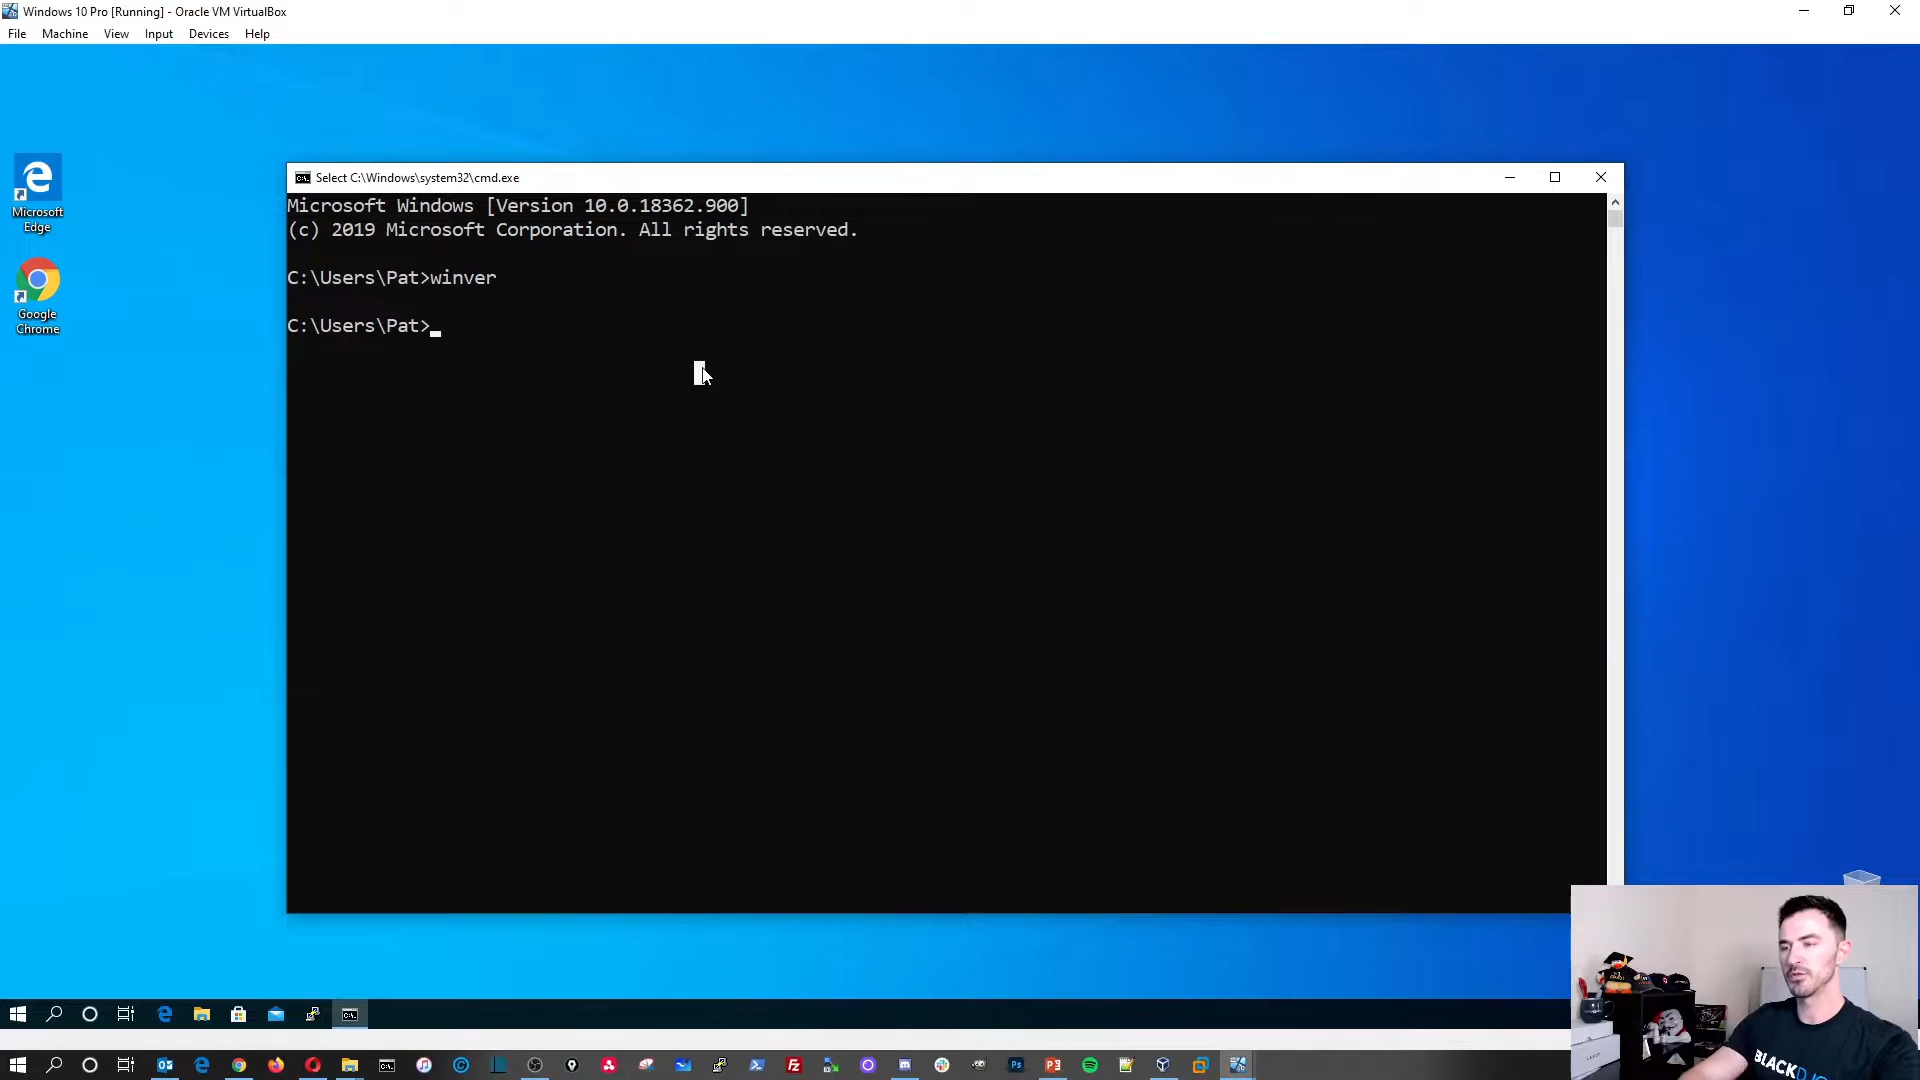 Windows 10 Pro [Running] - Oracle VM VirtualBox
File Machine View Input Devices Help
Microsoft
Edge
Google
Chrome
Select C:\Windows\system32\cmd.exe
Microsoft Windows [Version 10.0.18362.900]
(c) 2019 Microsoft Corporation. All rights reserved.
C:\Users\Pat>winver
C:\Users\Pat>